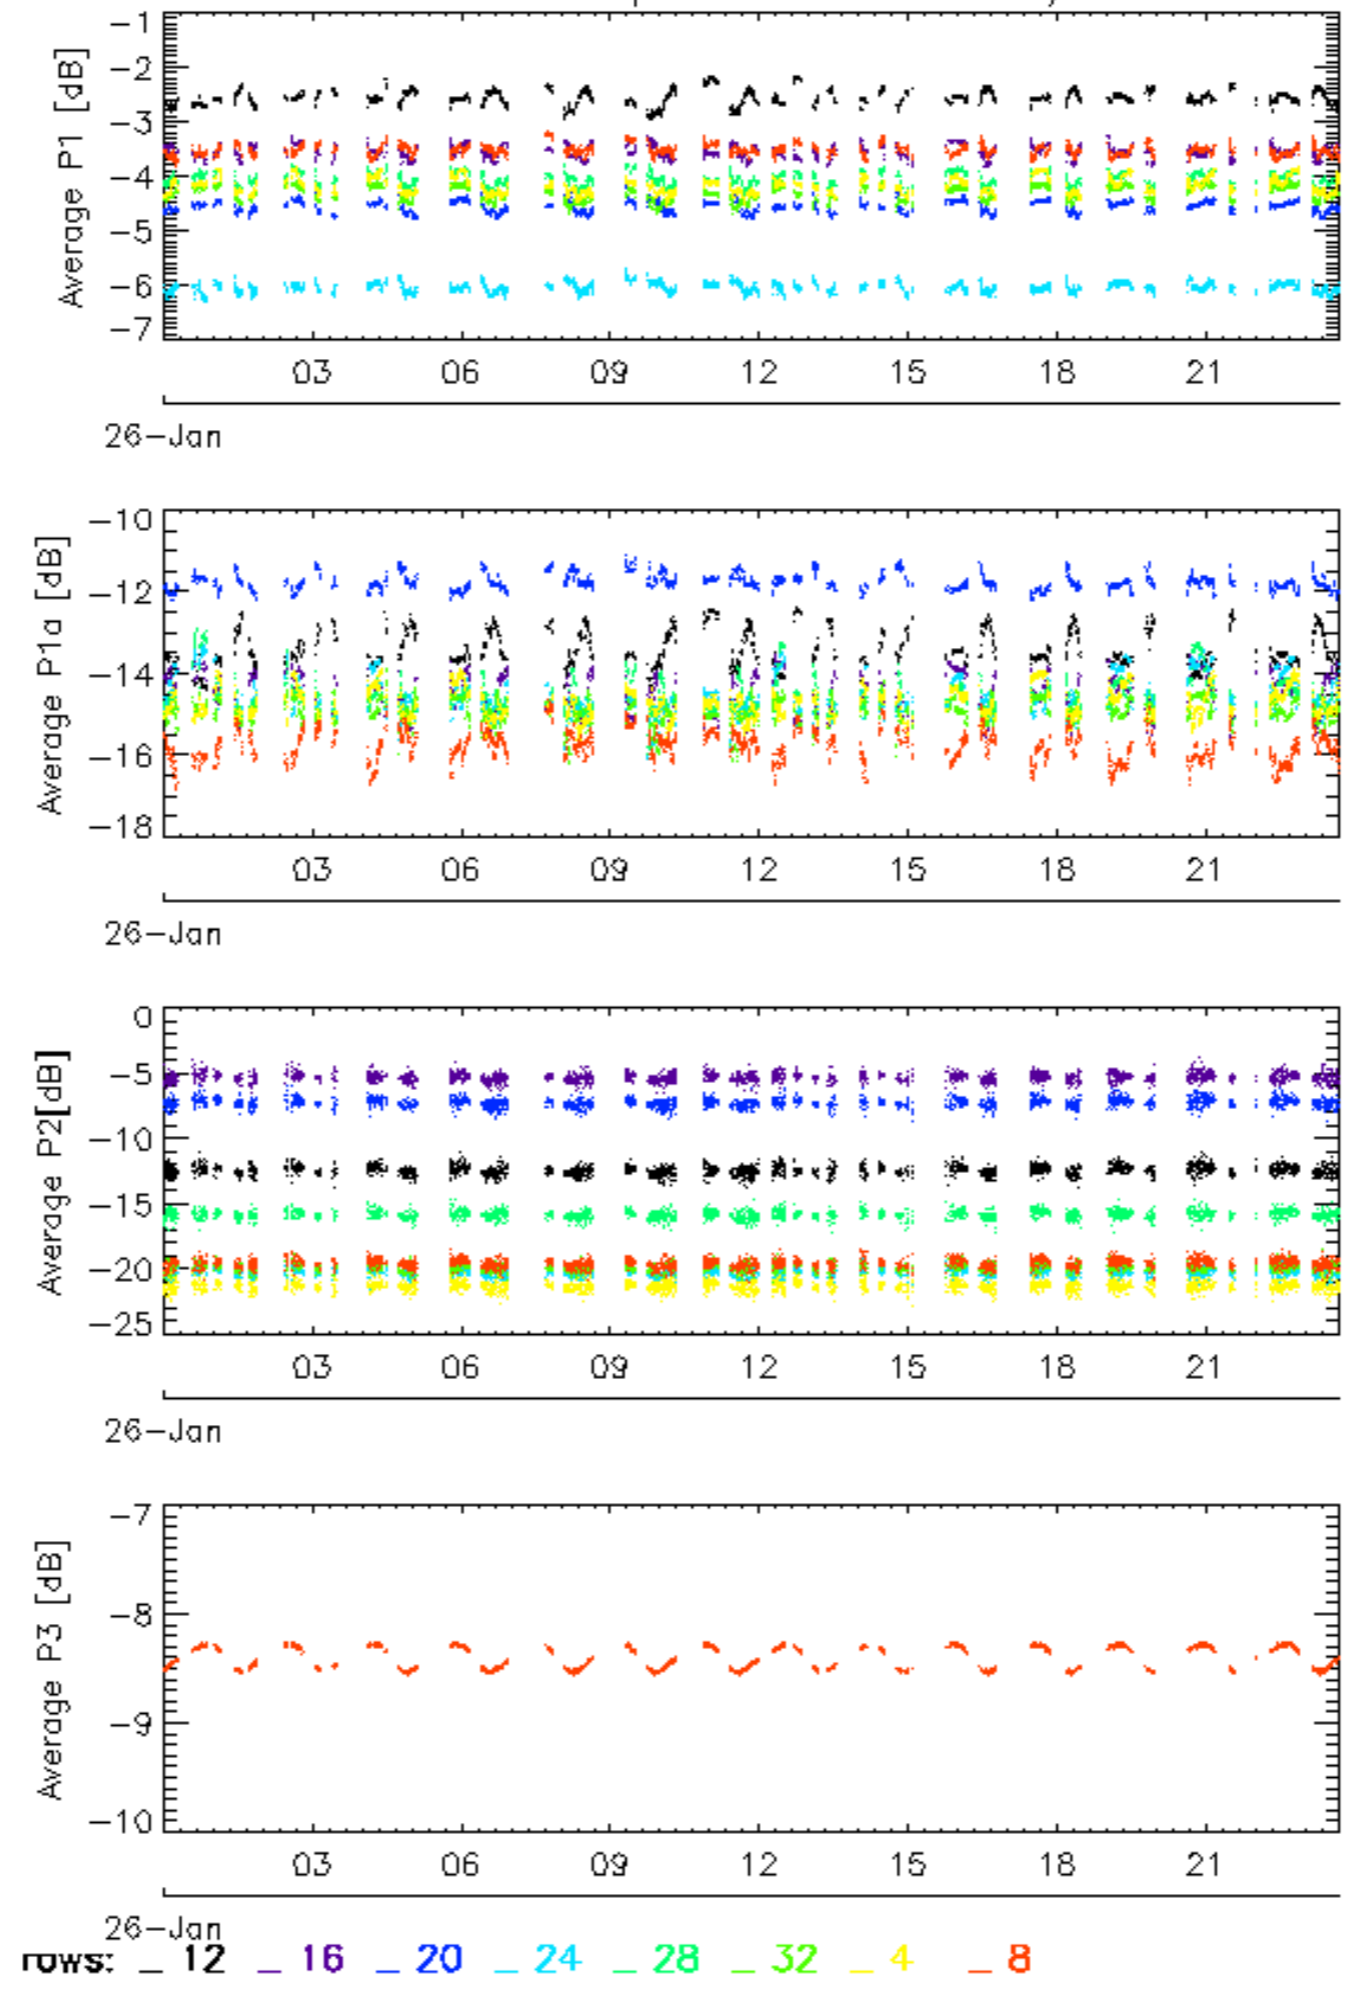 Average P1 [dB]
−1
−2
−3
−4
−5
−6
−7
03 06 09 12 15 18 21
26−Jan
Average P1a [dB]
−10
−12
−14
−16
−18
03 06 09 12 15 18 21
26−Jan
Average P2[dB]
0
−5
−10
−15
−20
−25
03 06 09 12 15 18 21
26−Jan
Average P3 [dB]
−7
−8
−9
−10
03 06 09 12 15 18 21
26−Jan
rows: _ 12 _ 16 _ 20 _ 24 _ 28 _ 32 _ 4 _ 8